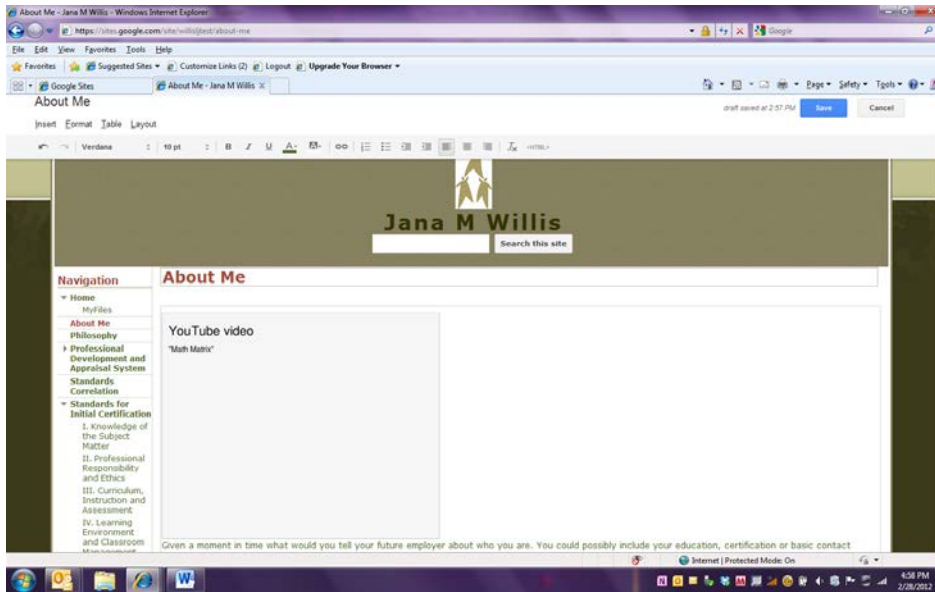 About Me - Jana M Willis - Windows Internet Explorer
https://sites.google.com/site/willisjtest/about-me
Google
File Edit View Favorites Tools Help
Favorites Suggested Sites Customize Links (2) Logout Upgrade Your Browser
Google Sites About Me - Jana M Willis Page Safety Tools
About Me draft saved at 2:57 PM Save Cancel
Insert Format Table Layout
Verdana 10 pt B I U A <HTML>
Jana M Willis
Search this site
Navigation
About Me
Home
MyFiles
About Me
Philosophy
Professional
Development and
Appraisal System
Standards
Correlation
Standards for
Initial Certification
I. Knowledge of
the Subject
Matter
II. Professional
Responsibility
and Ethics
III. Curriculum,
Instruction and
Assessment
IV. Learning
Environment
and Classroom
Management
YouTube video
"Math Matrix"
Given a moment in time what would you tell your future employer about who you are. You could possibly include your education, certification or basic contact
Internet | Protected Mode: On
4:58 PM
2/28/2012